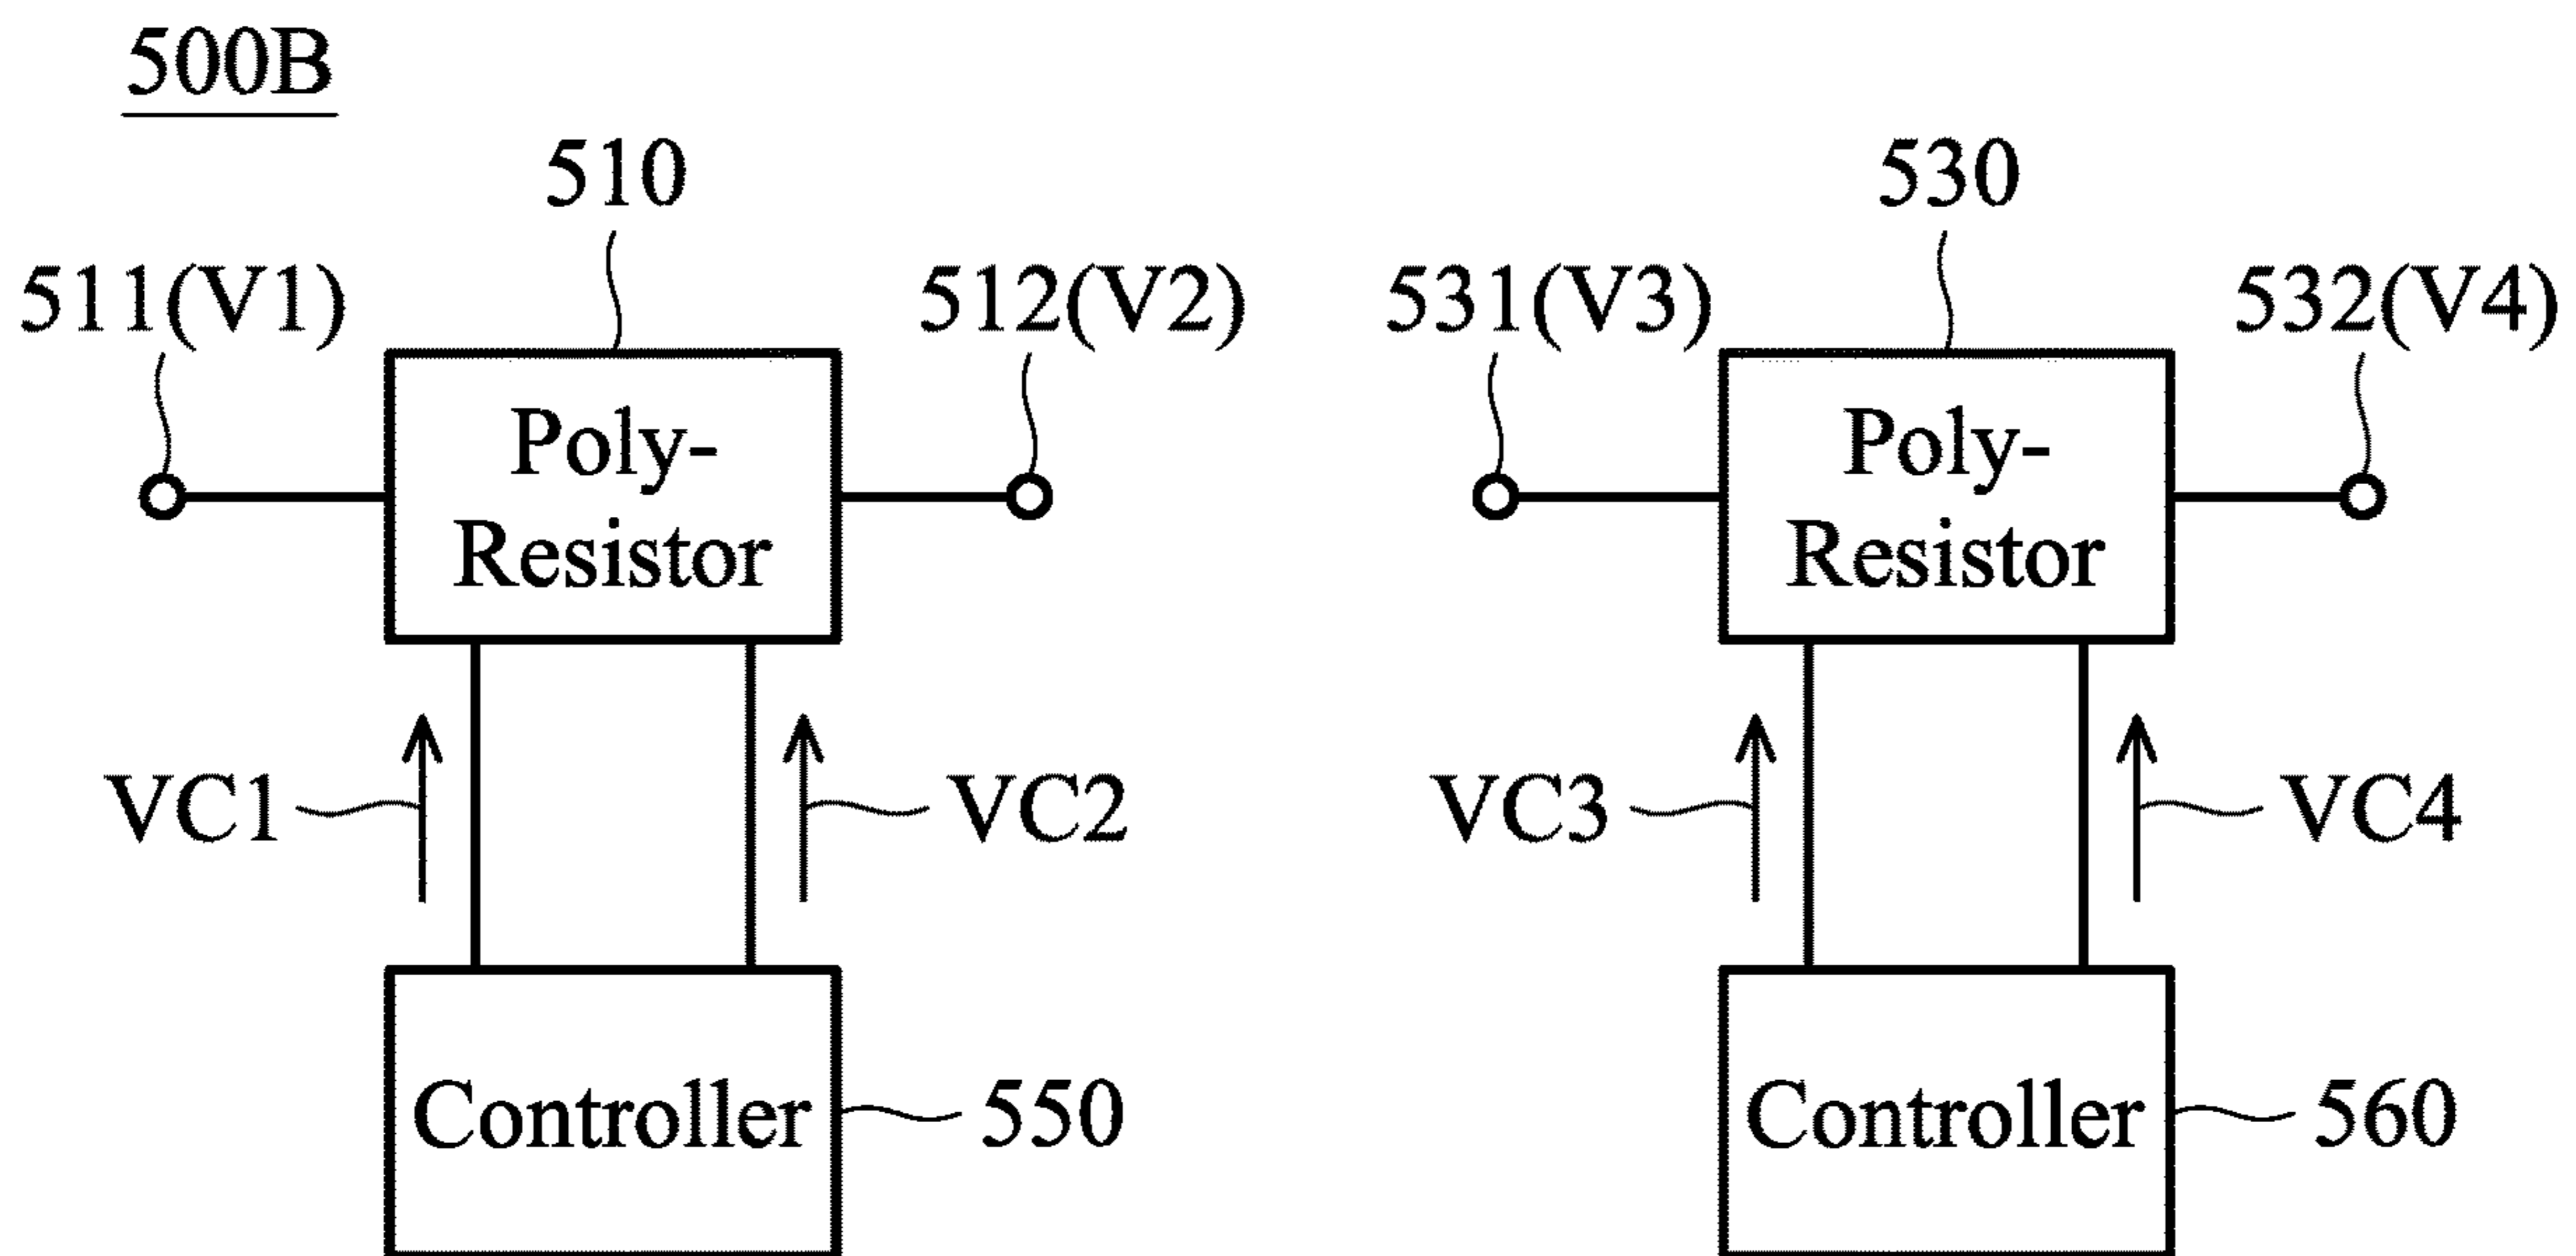 500B
510
530
511(V1)
512(V2)
531(V3)
532(V4)
Poly-
Resistor
Poly-
Resistor
VC1
VC2
VC3
VC4
Controller
550
Controller
560